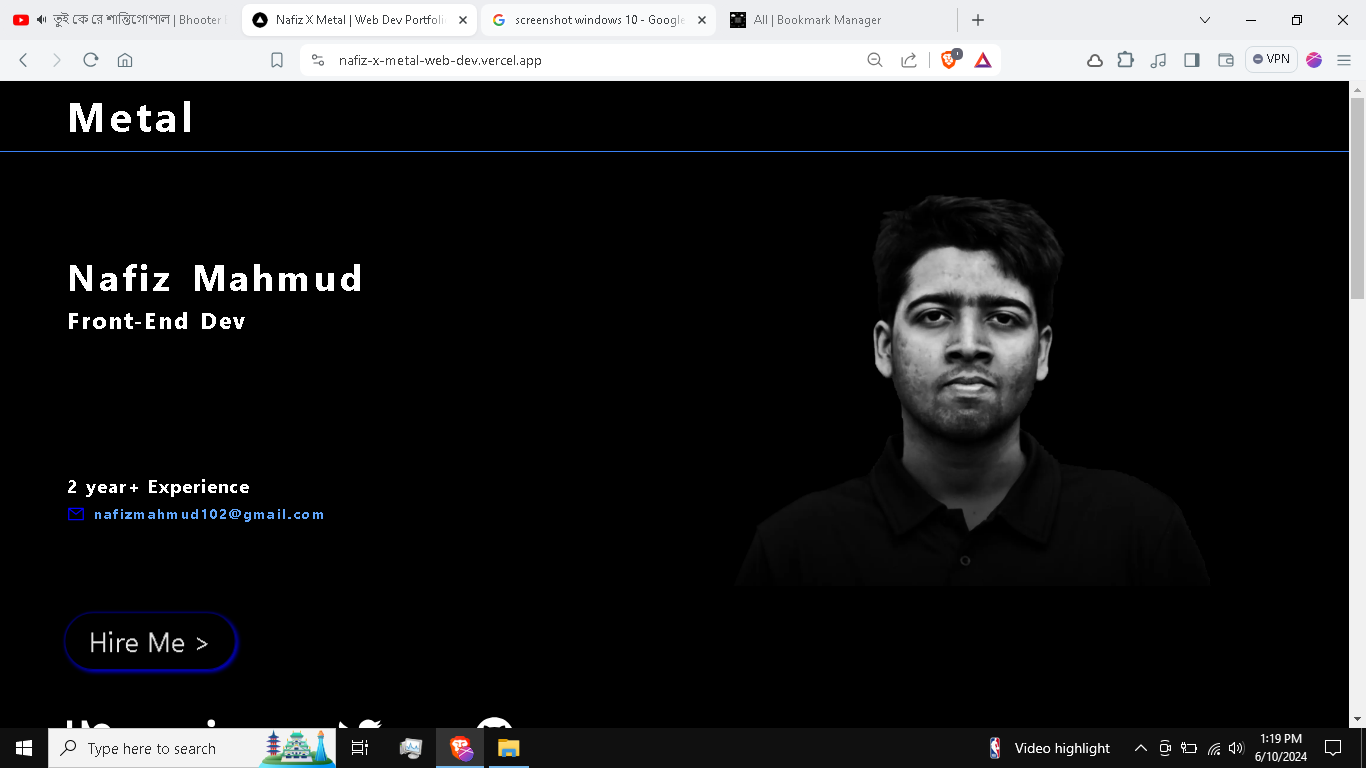 তুই কে রে শান্তিগোপাল | Bhooter
Nafiz X Metal | Web Dev Portfoli
screenshot windows 10 - Google
All | Bookmark Manager
nafiz-x-metal-web-dev.vercel.app
VPN
Metal
Nafiz Mahmud
Front-End Dev
2 year+ Experience
nafizmahmud102@gmail.com
Hire Me >
Type here to search
Video highlight
1:19 PM
6/10/2024